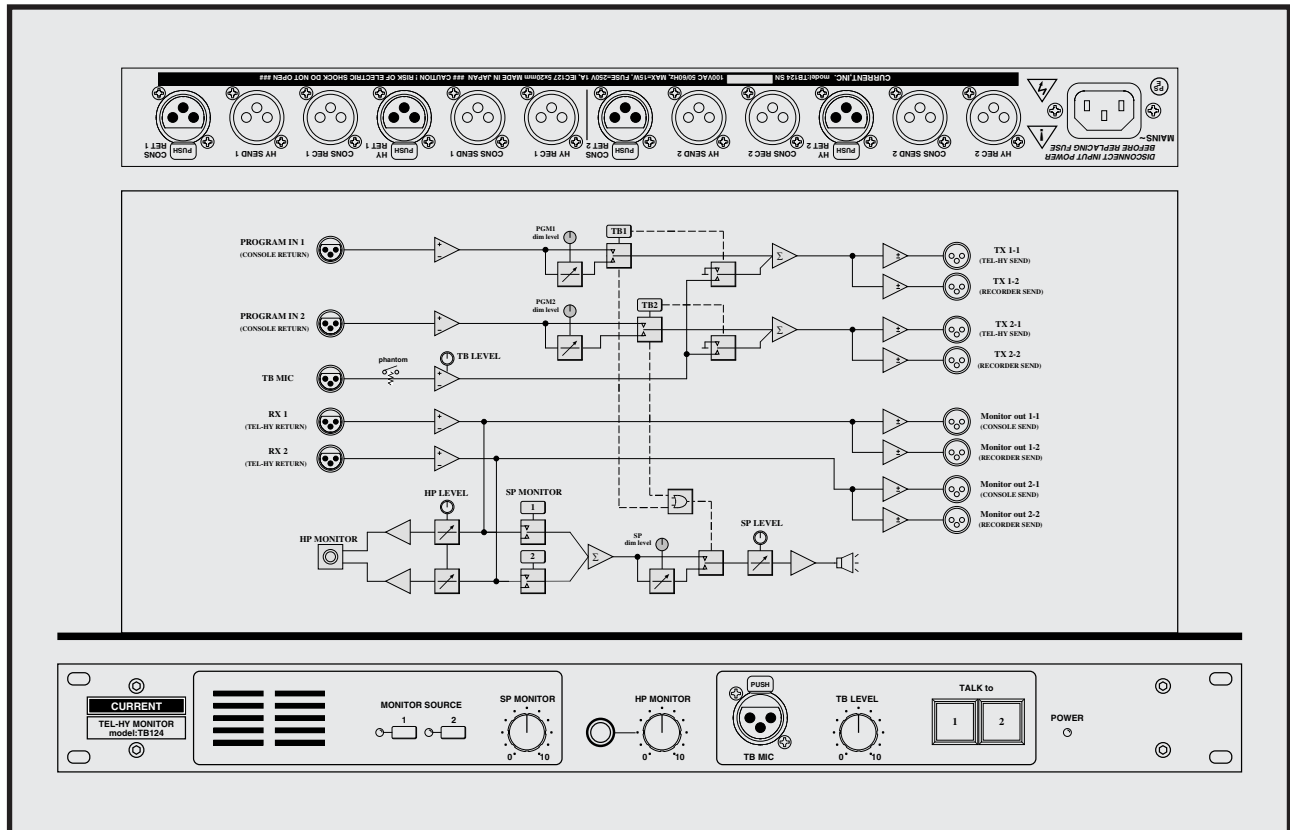 CURRENT,INC. model:TB124 SN 100VAC 50/60Hz, MAX=15W, FUSE=250V 1A, IEC127 5x20mm MADE IN JAPAN ### CAUTION ! RISK OF ELECTRIC SHOCK DO NOT OPEN ###
CONS RET 1
PUSH
HY SEND 1
CONS REC 1
HY RET 1
PUSH
CONS SEND 1
HY REC 1
CONS RET 2
PUSH
HY SEND 2
CONS REC 2
HY RET 2
PUSH
CONS SEND 2
HY REC 2
DISCONNECT INPUT POWER
BEFORE REPLACING FUSE
MAINS~
PS
E
PROGRAM IN 1
(CONSOLE RETURN)
PGM1
dim level
TB1
TX 1-1
(TEL-HY SEND)
TX 1-2
(RECORDER SEND)
PROGRAM IN 2
(CONSOLE RETURN)
PGM2
dim level
TB2
TX 2-1
(TEL-HY SEND)
TX 2-2
(RECORDER SEND)
TB MIC
phantom
TB LEVEL
RX 1
(TEL-HY RETURN)
Monitor out 1-1
(CONSOLE SEND)
Monitor out 1-2
(RECORDER SEND)
RX 2
(TEL-HY RETURN)
Monitor out 2-1
(CONSOLE SEND)
Monitor out 2-2
(RECORDER SEND)
HP LEVEL
SP MONITOR
1
2
HP MONITOR
Σ
Σ
Σ
SP
dim level
SP LEVEL
CURRENT
TEL-HY MONITOR
model:TB124
MONITOR SOURCE
1 2
SP MONITOR
0 10
HP MONITOR
0 10
PUSH
TB MIC
TB LEVEL
0 10
TALK to
1 2
POWER